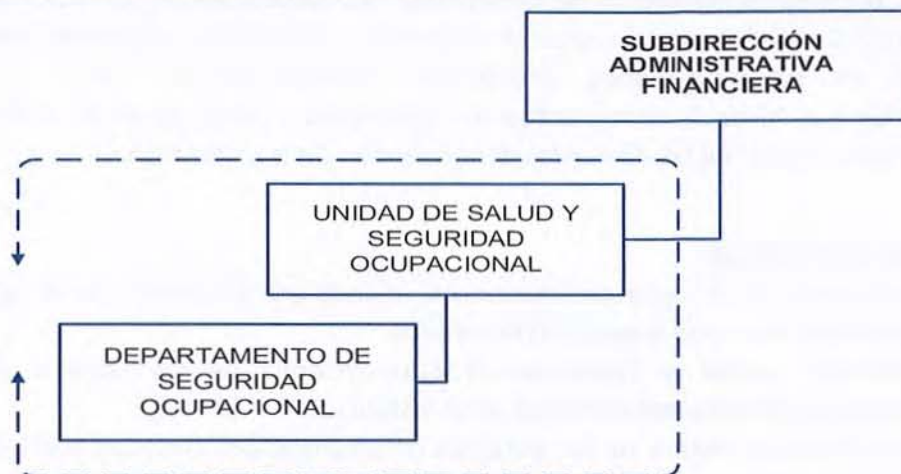 SUBDIRECCIÓN
ADMINISTRATIVA
FINANCIERA
UNIDAD DE SALUD Y
SEGURIDAD
OCUPACIONAL
DEPARTAMENTO DE
SEGURIDAD
OCUPACIONAL